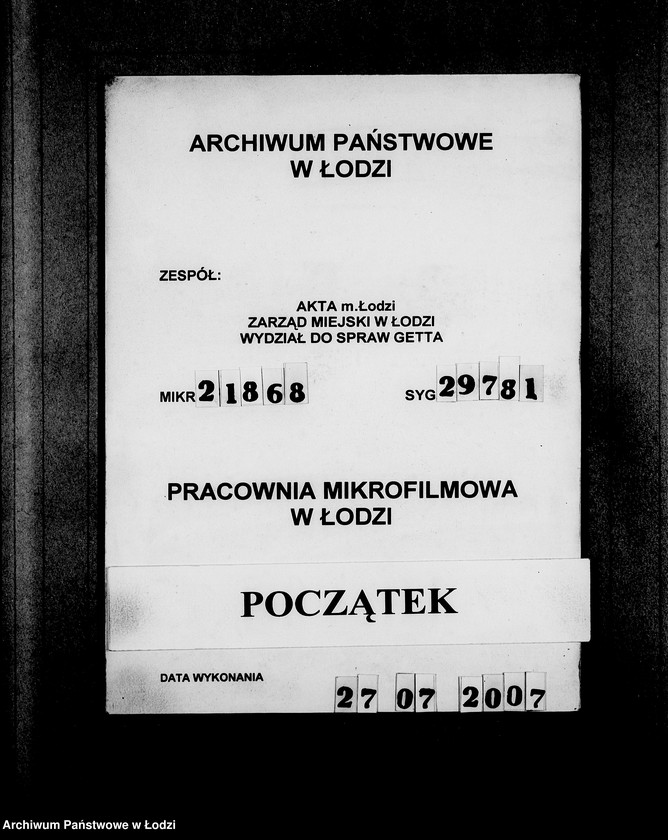 ARCHIWUM PAŃSTWOWE
W ŁODZI
ZESPÓŁ:
AKTA m.Łodzi
ZARZĄD MIEJSKI W ŁODZI
WYDZIAŁ DO SPRAW GETTA
MIKR 21868 SYG 29781
PRACOWNIA MIKROFILMOWA
W ŁODZI
POCZĄTEK
DATA WYKONANIA 27 07 2007
Archiwum Państwowe w Łodzi